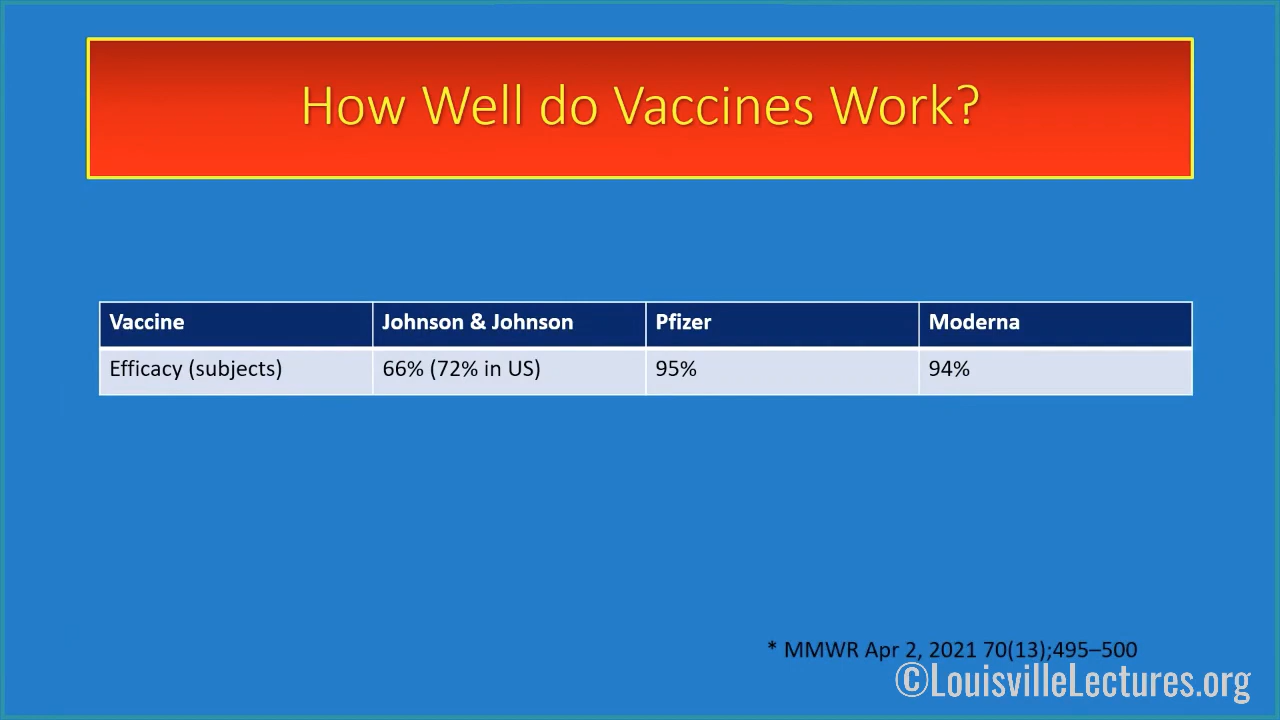 How Well do Vaccines Work?
Vaccine Johnson & Johnson Pfizer Moderna
Efficacy (subjects) 66% (72% in US) 95% 94%
* MMWR Apr 2, 2021 70(13);495–500
©LouisvilleLectures.org